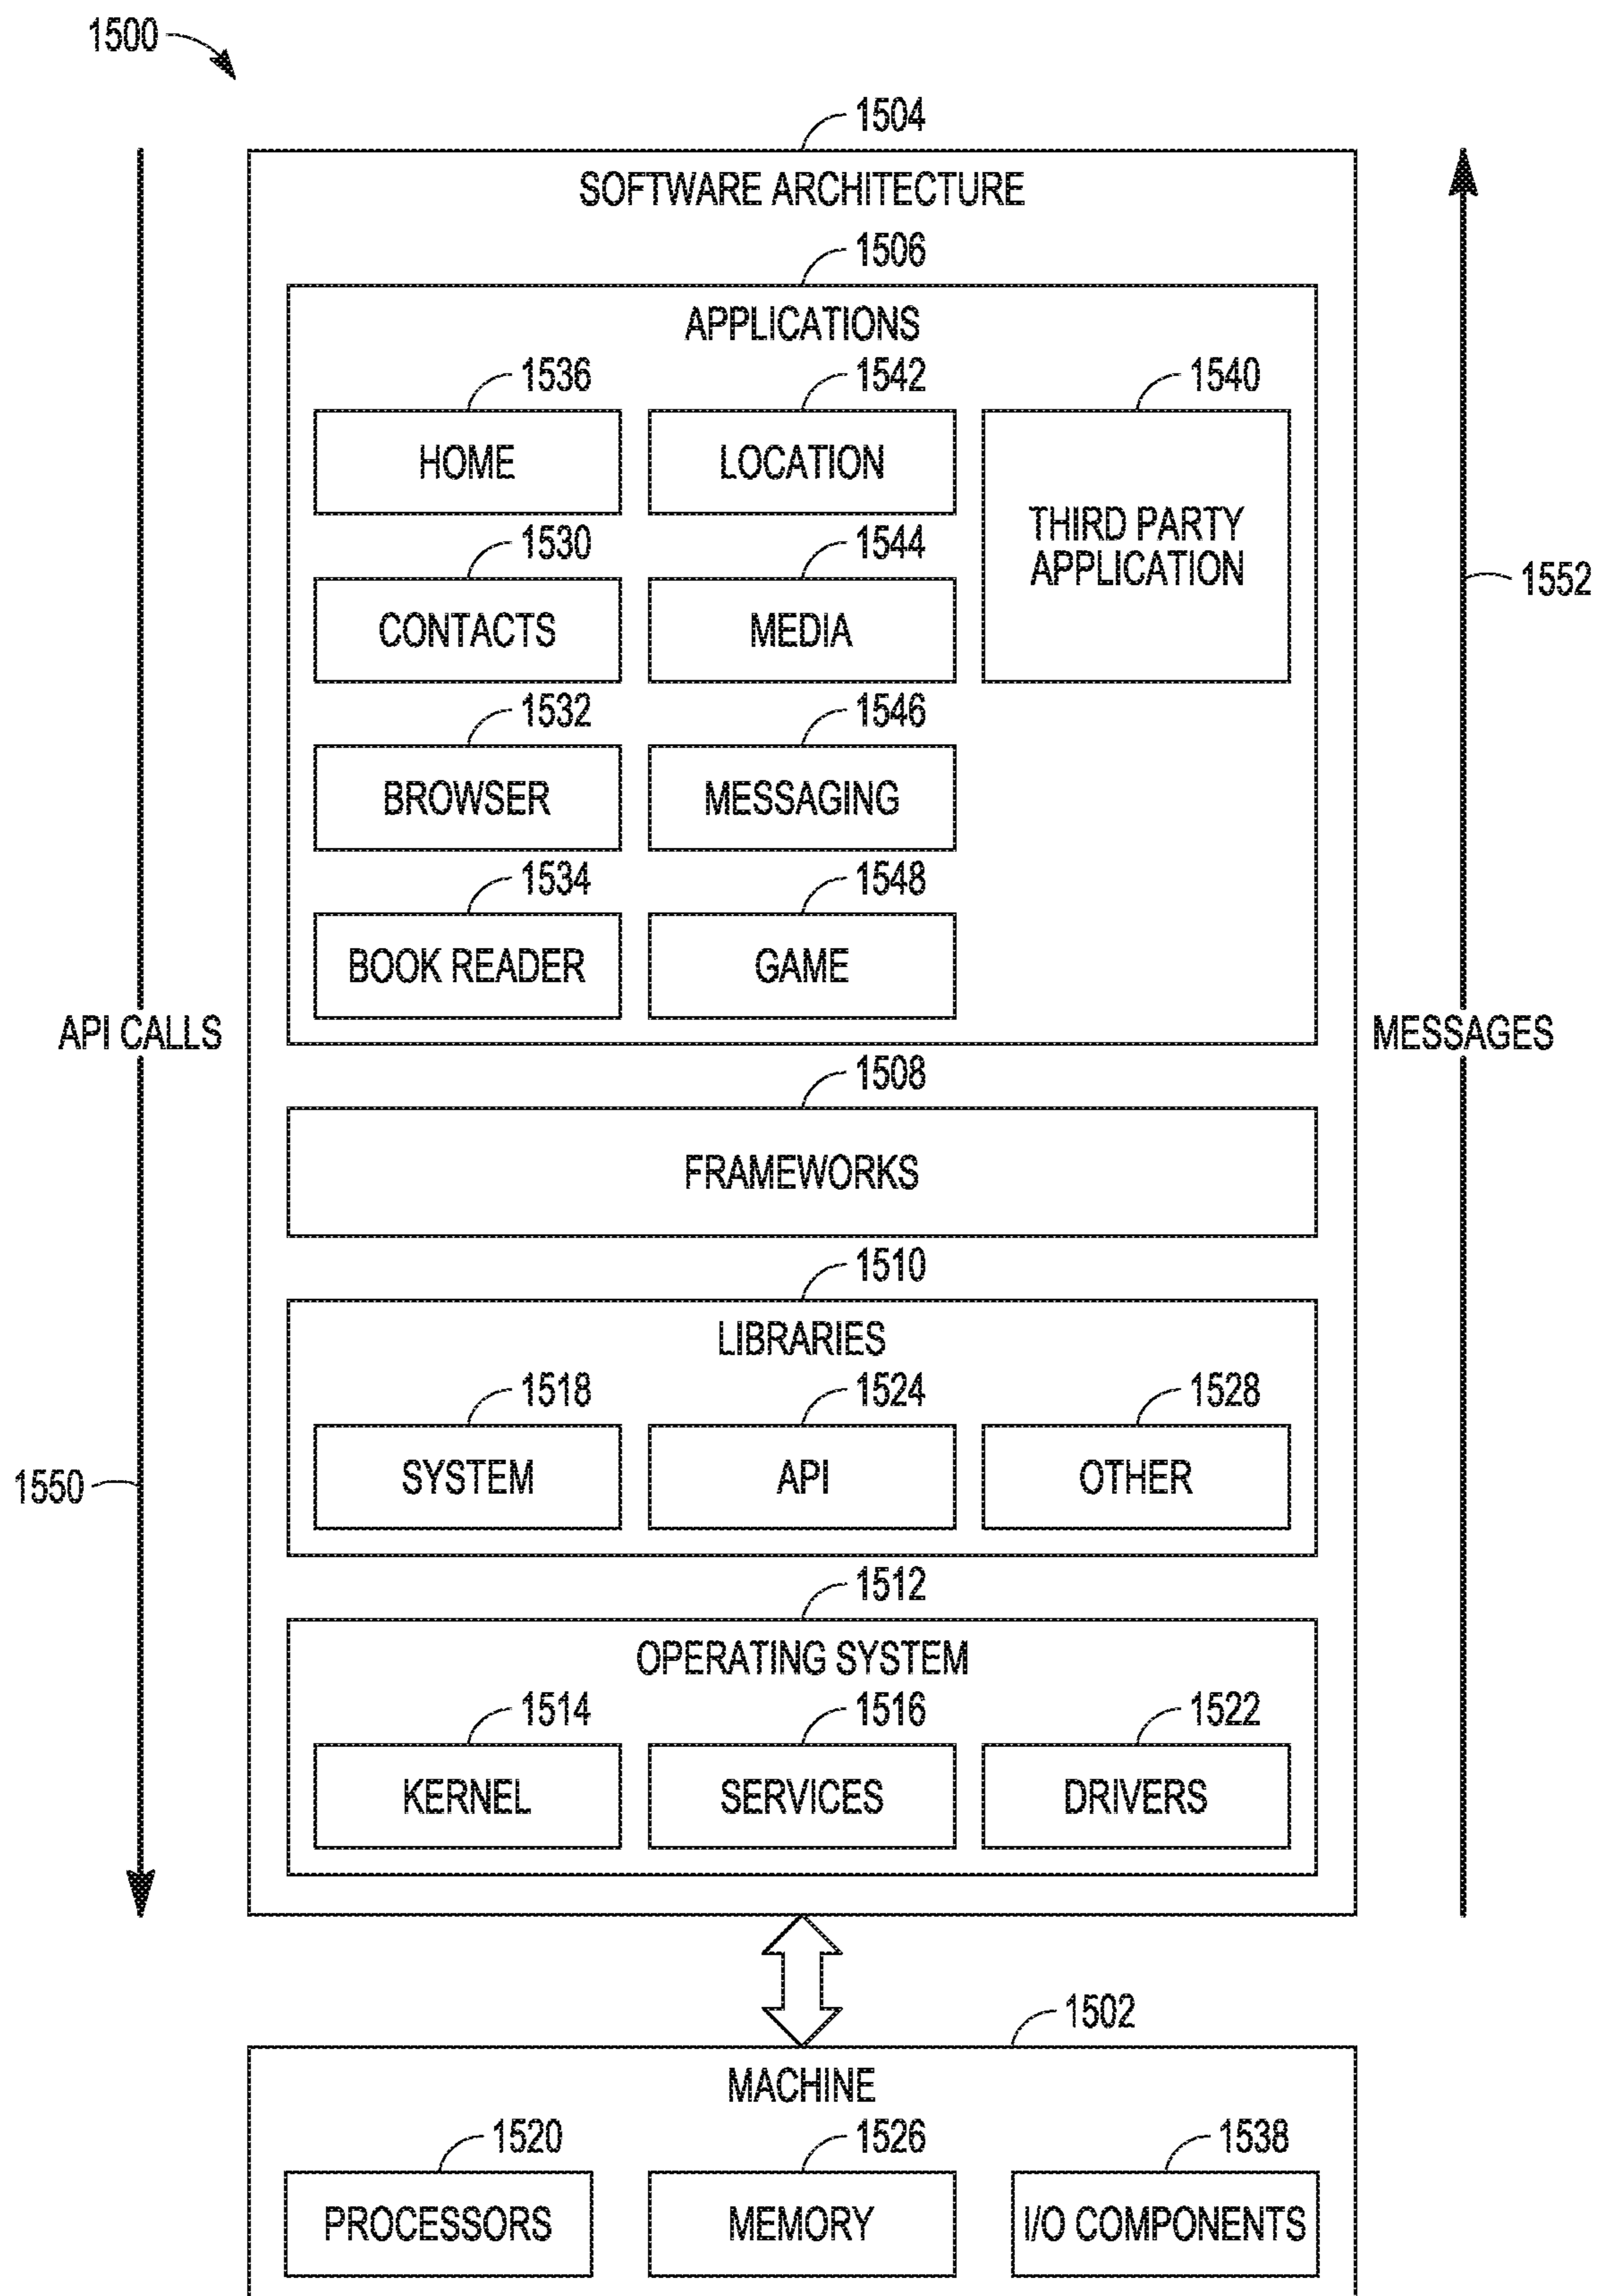 1500
1504
SOFTWARE ARCHITECTURE
1506
APPLICATIONS
1536 1542 1540
HOME LOCATION
THIRD PARTY
APPLICATION
1530 1544
1552
CONTACTS MEDIA
1532 1546
BROWSER MESSAGING
1534 1548
BOOK READER GAME
API CALLS MESSAGES
1508
FRAMEWORKS
1510
LIBRARIES
1518 1524 1528
SYSTEM API OTHER
1550
1512
OPERATING SYSTEM
1514 1516 1522
KERNEL SERVICES DRIVERS
1502
MACHINE
1520 1526 1538
PROCESSORS MEMORY I/O COMPONENTS